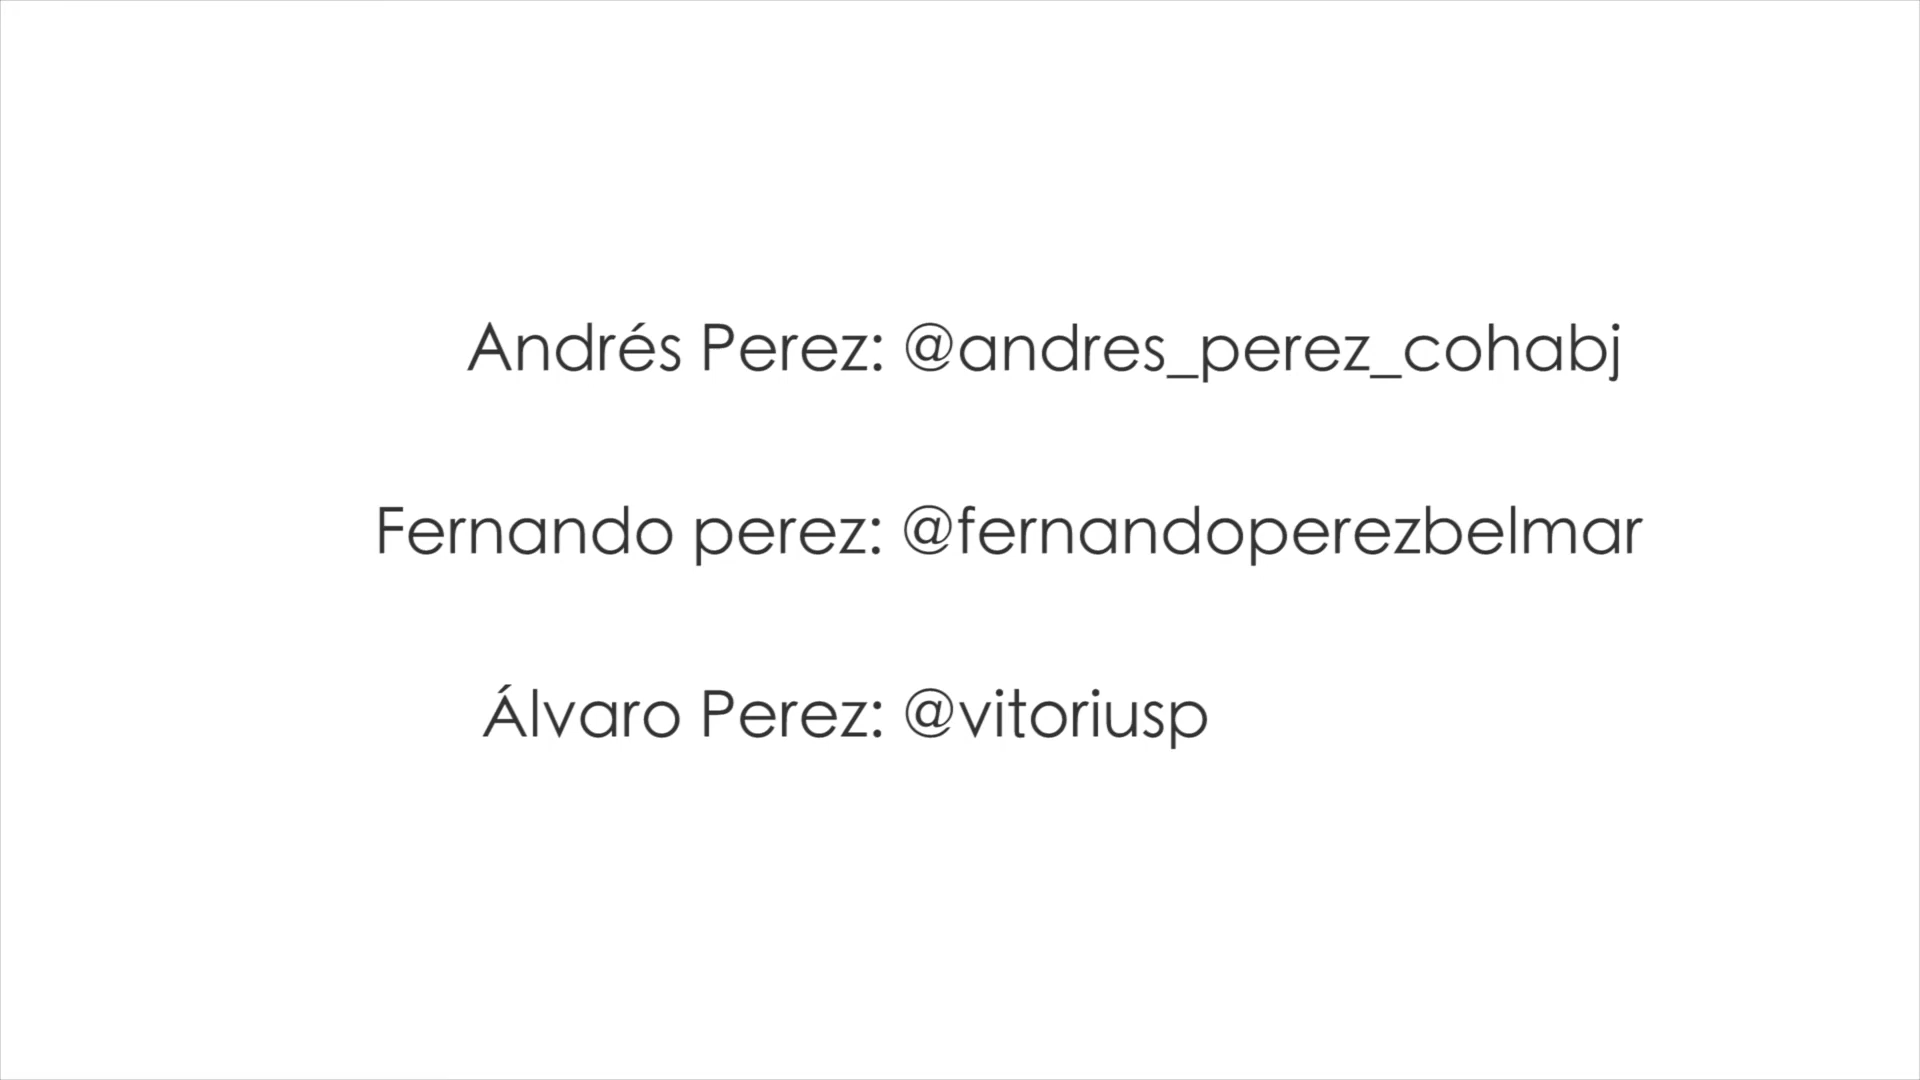 Andrés Perez: @andres_perez_cohabj
Fernando perez: @fernandoperezbelmar
Álvaro Perez: @vitoriusp